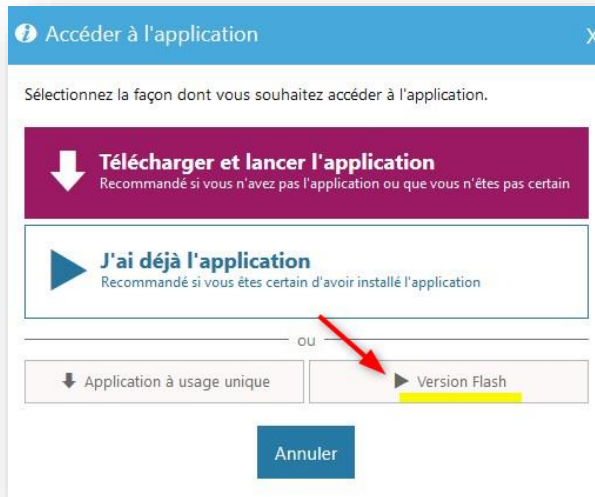 Accéder à l'application
X
Sélectionnez la façon dont vous souhaitez accéder à l'application.
Télécharger et lancer l'application
Recommandé si vous n'avez pas l'application ou que vous n'êtes pas certain
J'ai déjà l'application
Recommandé si vous êtes certain d'avoir installé l'application
ou
Application à usage unique
Version Flash
Annuler